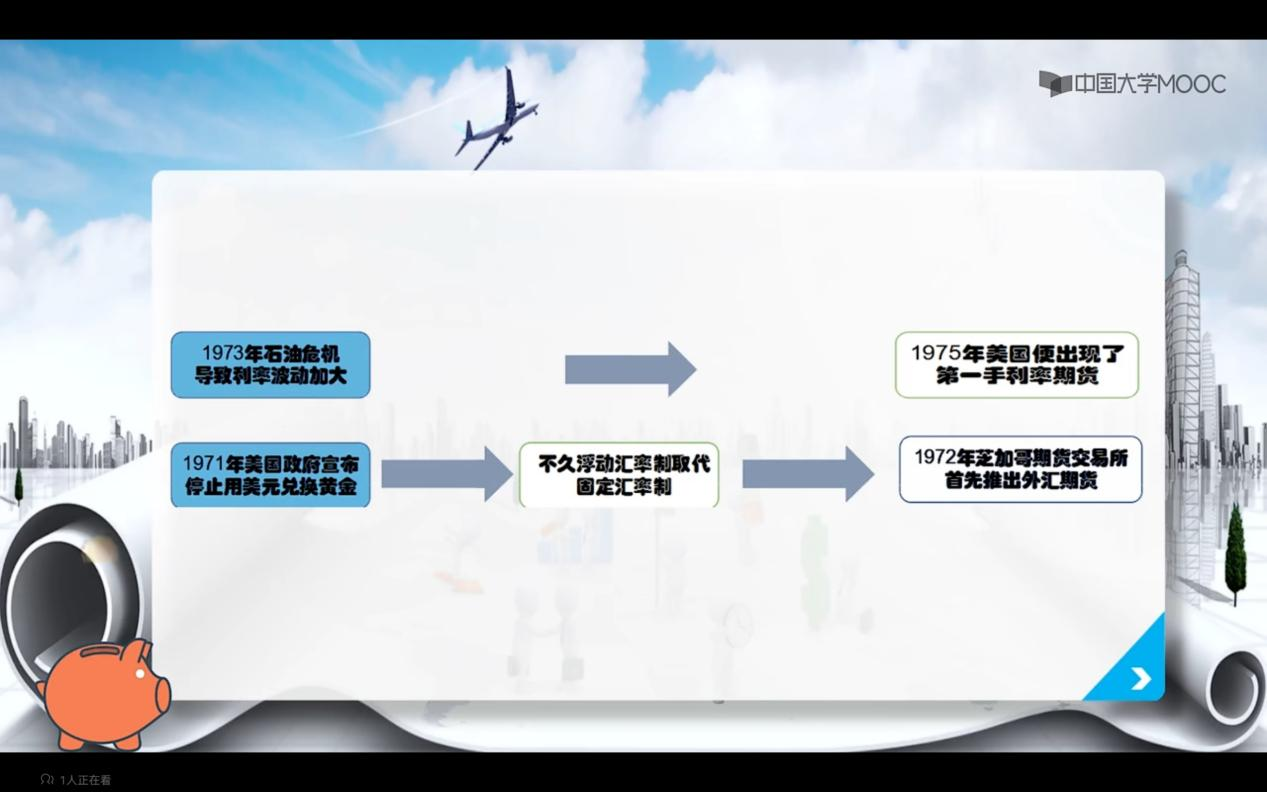 中国大学MOOC
1973年石油危机
导致利率波动加大
1975年美国便出现了
第一手利率期货
1971年美国政府宣布
停止用美元兑换黄金
不久浮动汇率制取代
固定汇率制
1972年芝加哥期货交易所
首先推出外汇期货
1人正在看